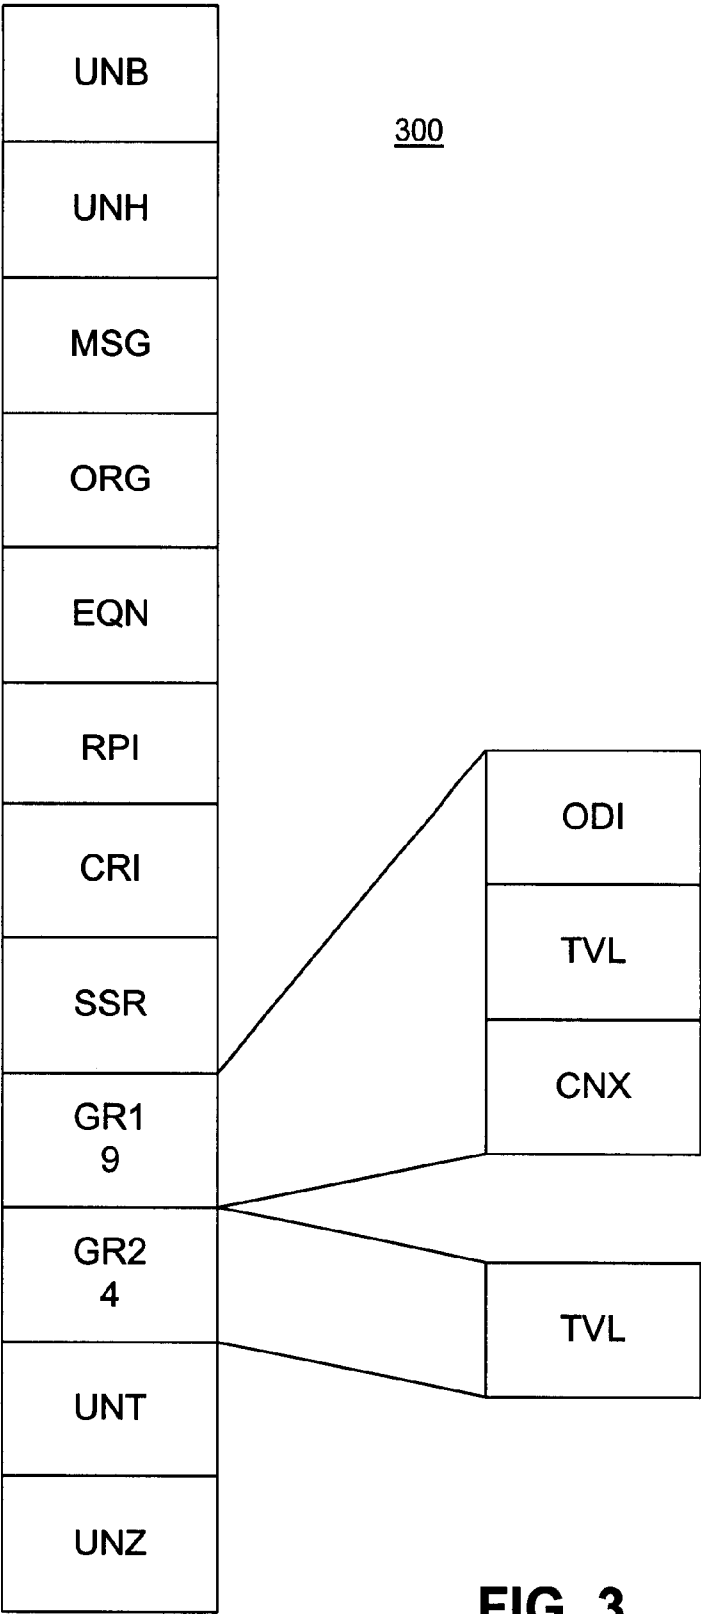 UNB
300
UNH
MSG
ORG
EQN
RPI
CRI
SSR
GR1
9
GR2
4
UNT
UNZ
ODI
TVL
CNX
TVL
FIG. 3